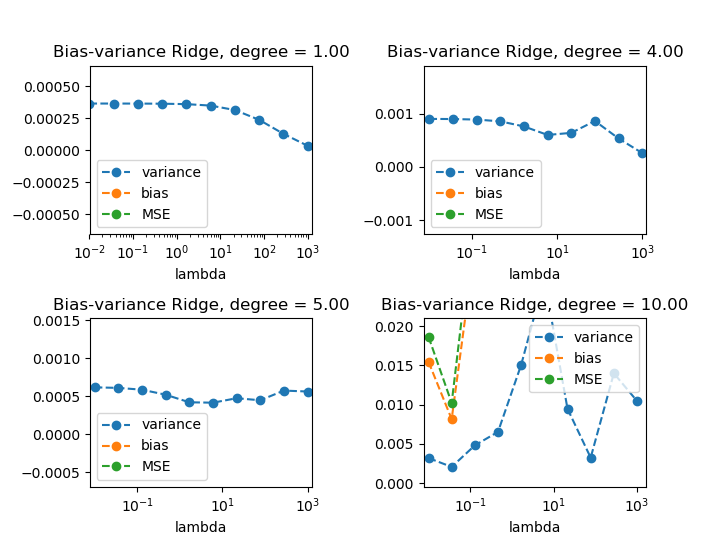 Bias-variance Ridge, degree = 1.00
0.00050
0.00025
0.00000
−0.00025
−0.00050
variance
bias
MSE
10⁻² 10⁻¹ 10⁰ 10¹ 10² 10³
lambda
Bias-variance Ridge, degree = 4.00
0.001
0.000
−0.001
variance
bias
MSE
10⁻¹ 10¹ 10³
lambda
Bias-variance Ridge, degree = 5.00
0.0015
0.0010
0.0005
0.0000
−0.0005
variance
bias
MSE
10⁻¹ 10¹ 10³
lambda
Bias-variance Ridge, degree = 10.00
0.020
0.015
0.010
0.005
0.000
variance
bias
MSE
10⁻¹ 10¹ 10³
lambda